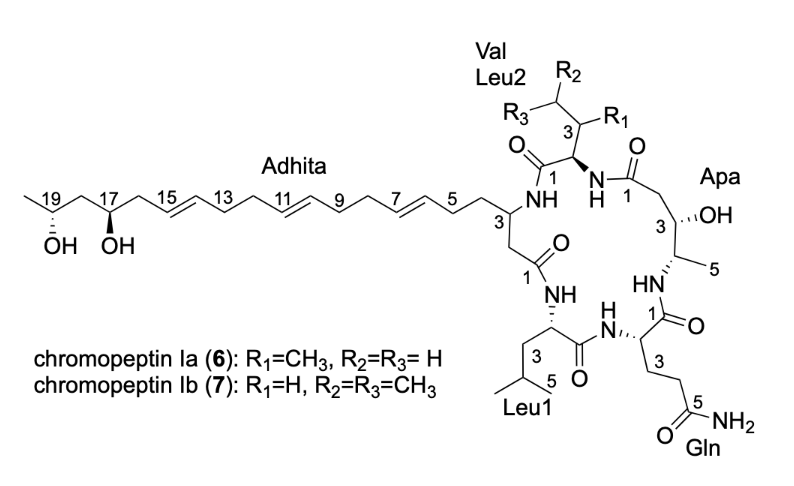 Val
Leu2
R2
R3
3
R1
O
1
NH
O
1
Apa
3
OH
5
HN
Adhita
19
17
15
13
11
9
7
5
3
NH
OH
OH
O
1
NH
H
N
1
O
3
3
5
O
Leu1
5
O
NH2
Gln
chromopeptin Ia (6): R1=CH3, R2=R3= H
chromopeptin Ib (7): R1=H, R2=R3=CH3